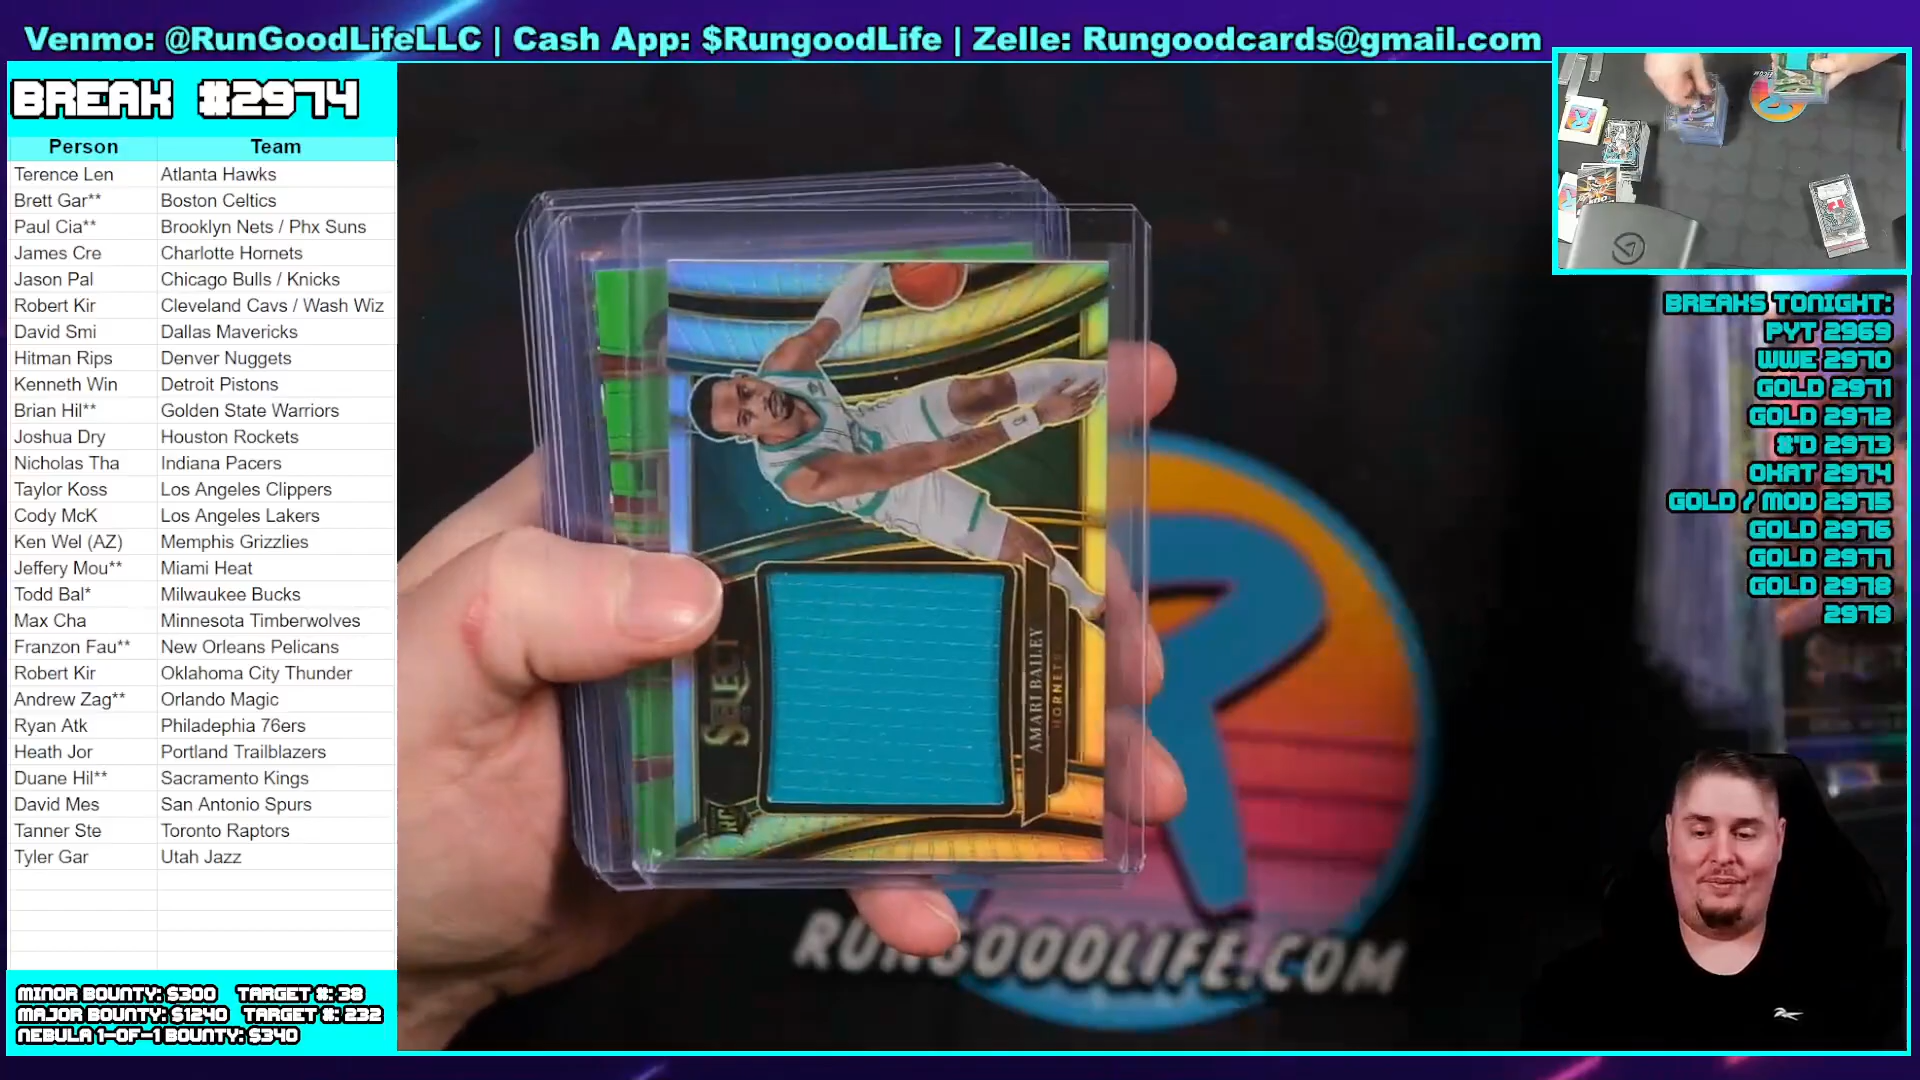 Venmo: @RunGoodLifeLLC | Cash App: $RungoodLife | Zelle: Rungoodcards@gmail.com
BREAK #2974
Person Team
Terence Len Atlanta Hawks
Brett Gar** Boston Celtics
Paul Cia** Brooklyn Nets / Phx Suns
James Cre Charlotte Hornets
Jason Pal Chicago Bulls / Knicks
Robert Kir Cleveland Cavs / Wash Wiz
David Smi Dallas Mavericks
Hitman Rips Denver Nuggets
Kenneth Win Detroit Pistons
Brian Hil** Golden State Warriors
Joshua Dry Houston Rockets
Nicholas Tha Indiana Pacers
Taylor Koss Los Angeles Clippers
Cody McK Los Angeles Lakers
Ken Wel (AZ) Memphis Grizzlies
Jeffery Mou** Miami Heat
Todd Bal* Milwaukee Bucks
Max Cha Minnesota Timberwolves
Franzon Fau** New Orleans Pelicans
Robert Kir Oklahoma City Thunder
Andrew Zag** Orlando Magic
Ryan Atk Philadephia 76ers
Heath Jor Portland Trailblazers
Duane Hil** Sacramento Kings
David Mes San Antonio Spurs
Tanner Ste Toronto Raptors
Tyler Gar Utah Jazz
MINOR BOUNTY: $300 TARGET #: 38
MAJOR BOUNTY: $1240 TARGET #: 232
NEBULA 1-OF-1 BOUNTY: $340
SELECT
RC
AMARI BAILEY
HORNETS
RUNGOODLIFE.COM
BREAKS TONIGHT:
PYT 2969
WWE 2970
GOLD 2971
GOLD 2972
#'D 2973
OKAT 2974
GOLD / MOD 2975
GOLD 2976
GOLD 2977
GOLD 2978
2979